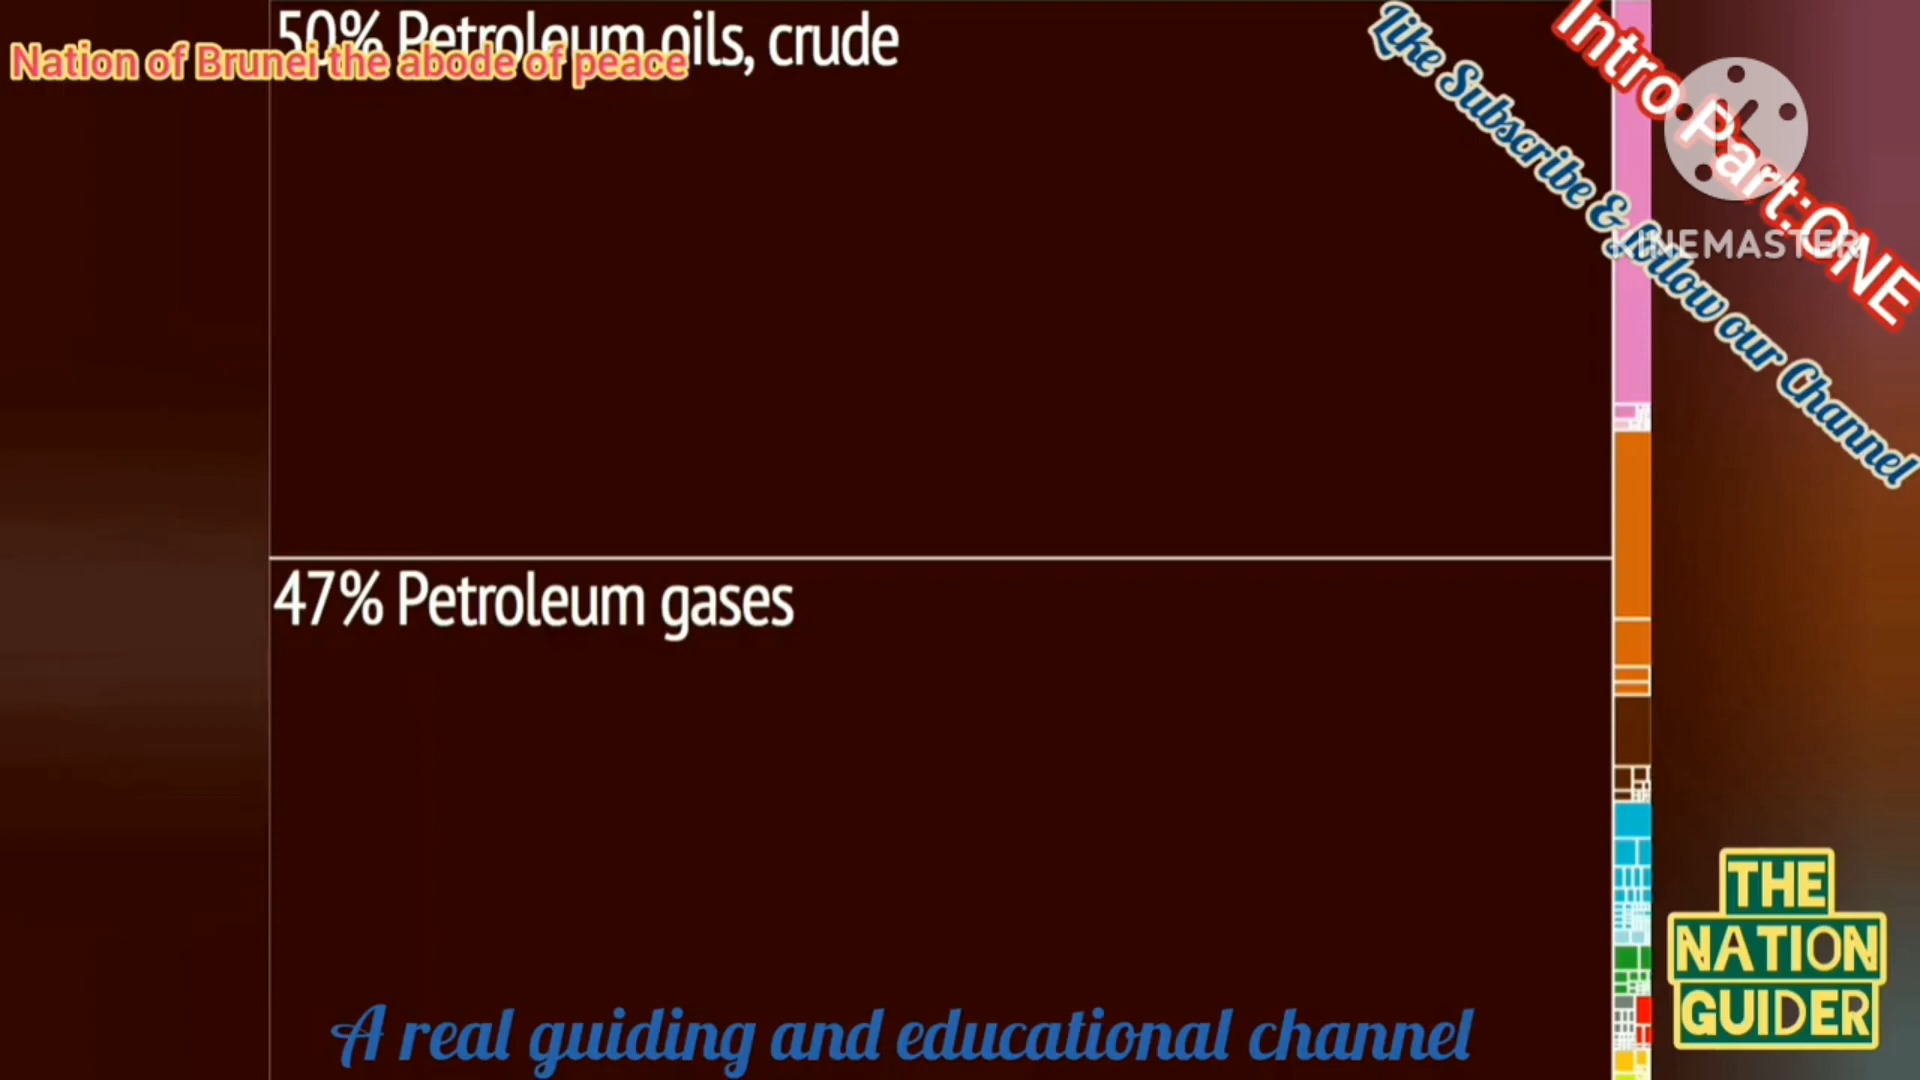 50% Petroleum oils, crude
Nation of Brunei the abode of peace
Intro Part:ONE
Like Subscribe & follow our Channel
KINEMASTER
47% Petroleum gases
THE
NATION
GUIDER
A real guiding and educational channel